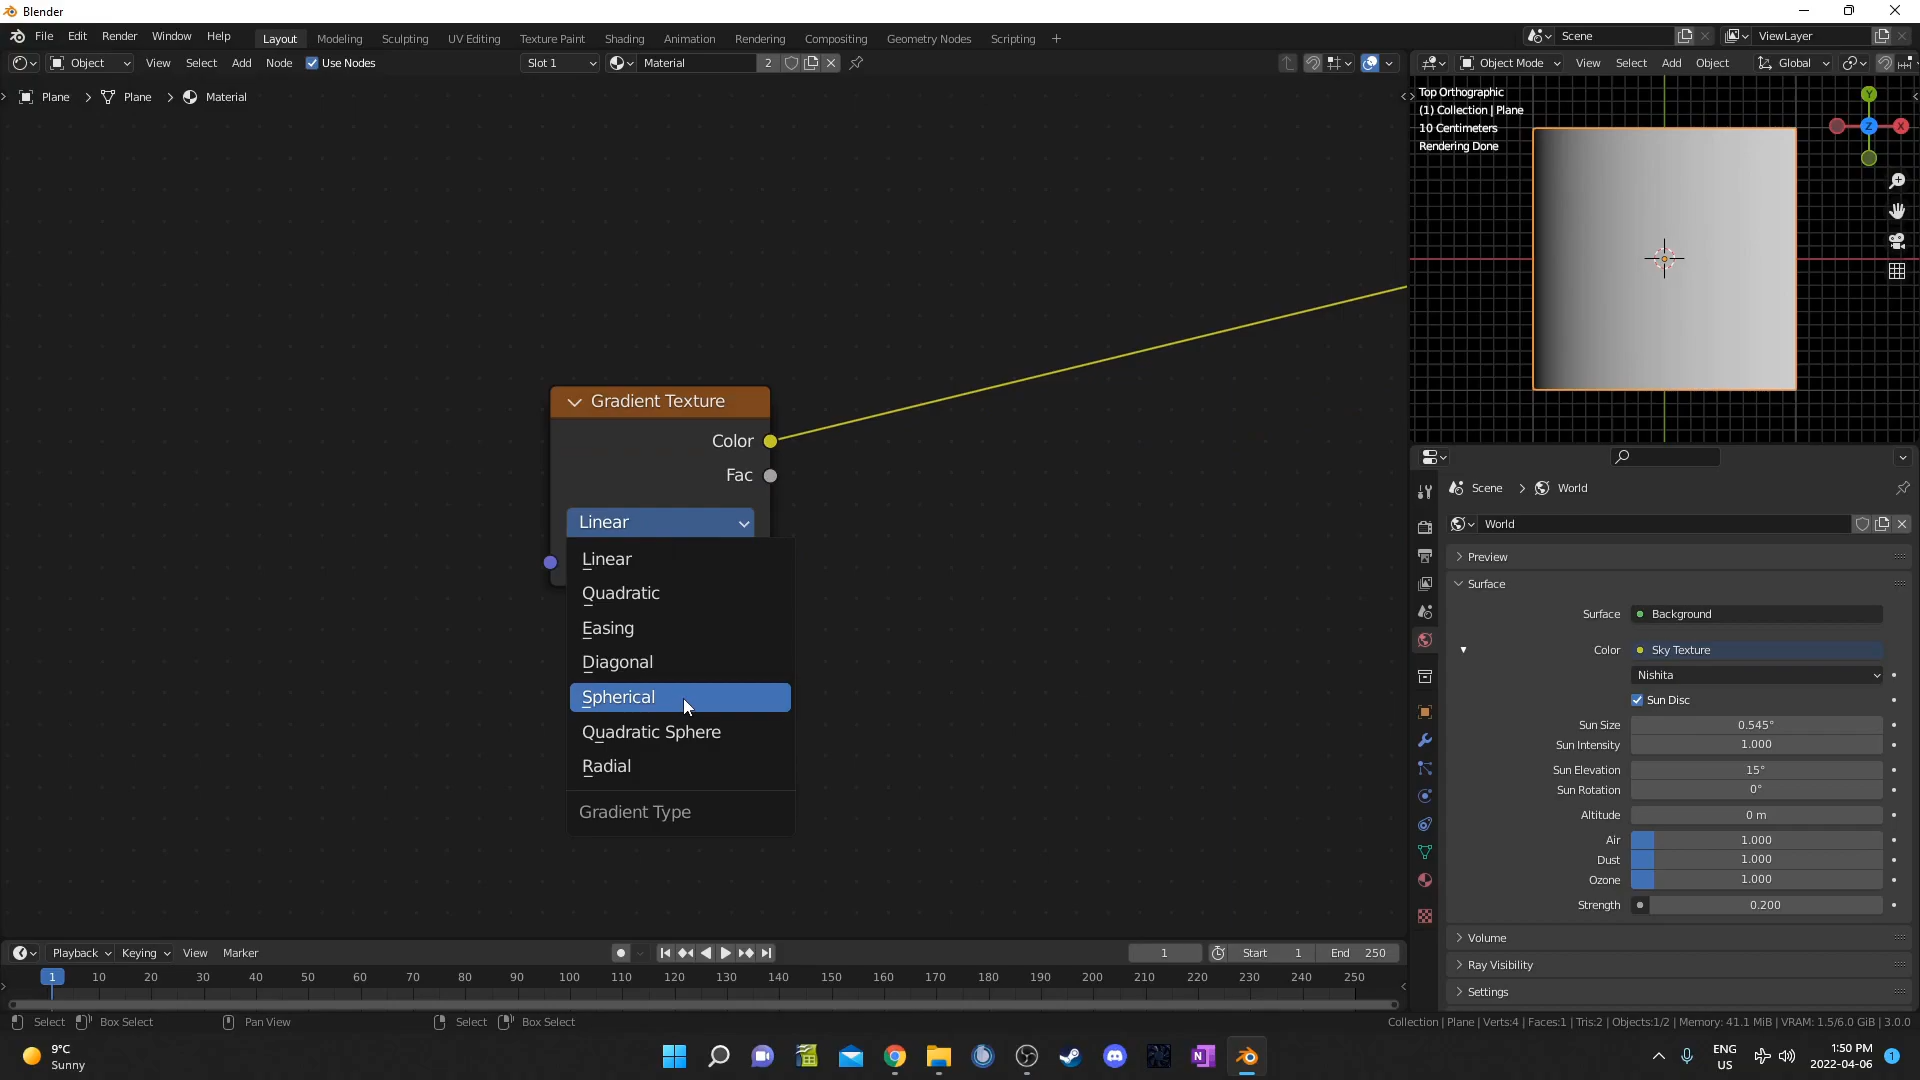 Blender
File Edit Render Window Help Layout Modeling Sculpting UV Editing Texture Paint Shading Animation Rendering Compositing Geometry Nodes Scripting + Scene ViewLayer
Object View Select Add Node Use Nodes Slot 1 Material 2 Object Mode View Select Add Object Global
Plane > Plane > Material
Top Orthographic
(1) Collection | Plane
10 Centimeters
Rendering Done
Y
Z
X
Gradient Texture
Color
Fac
Linear
Linear
Quadratic
Easing
Diagonal
Spherical
Quadratic Sphere
Radial
Gradient Type
Scene > World
World
Preview
Surface
Surface Background
Color Sky Texture
Nishita
Sun Disc
Sun Size 0.545°
Sun Intensity 1.000
Sun Elevation 15°
Sun Rotation 0°
Altitude 0 m
Air 1.000
Dust 1.000
Ozone 1.000
Strength 0.200
Volume
Ray Visibility
Settings
Playback Keying View Marker 1 Start 1 End 250
1 10 20 30 40 50 60 70 80 90 100 110 120 130 140 150 160 170 180 190 200 210 220 230 240 250
Select Box Select Pan View Select Box Select Collection | Plane | Verts:4 | Faces:1 | Tris:2 | Objects:1/2 | Memory: 41.1 MiB | VRAM: 1.5/6.0 GiB | 3.0.0
9°C
Sunny
ENG
US
1:50 PM
2022-04-06
1